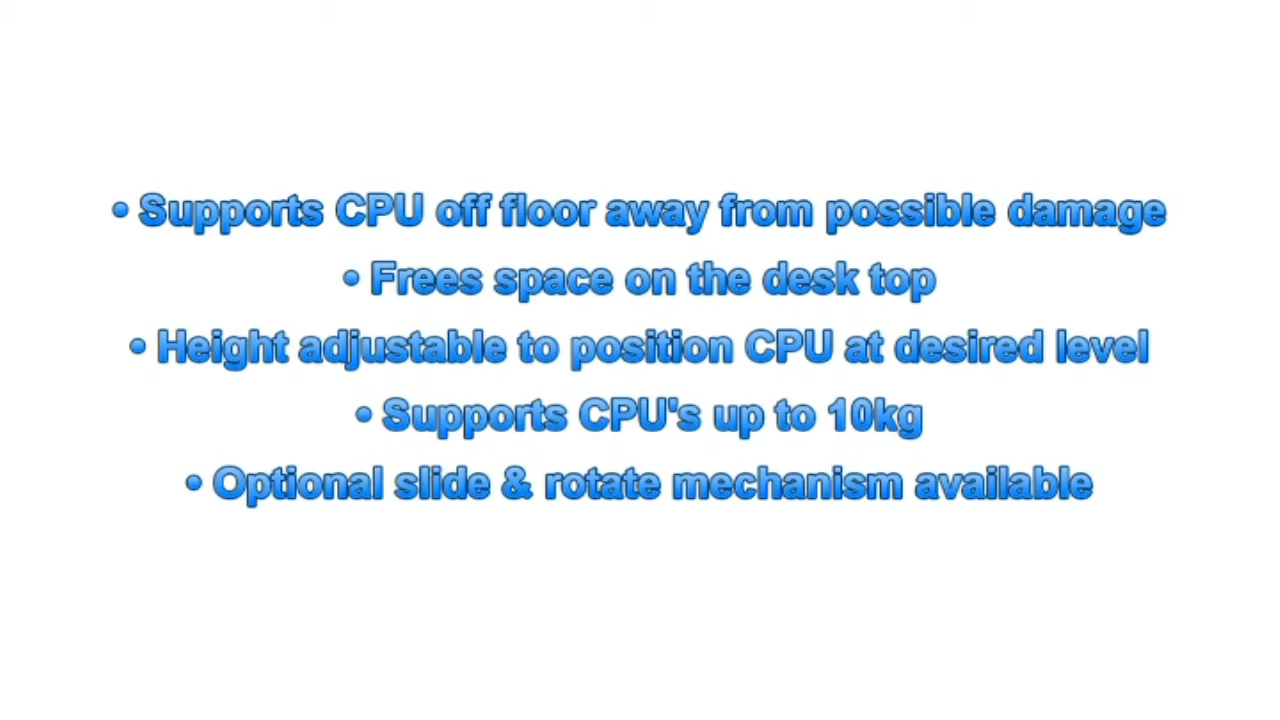 • Supports CPU off floor away from possible damage
• Frees space on the desk top
• Height adjustable to position CPU at desired level
• Supports CPU's up to 10kg
• Optional slide & rotate mechanism available